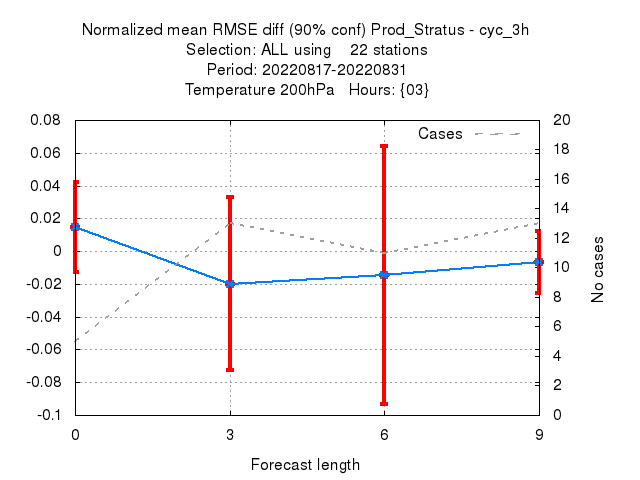 Normalized mean RMSE diff (90% conf) Prod_Stratus - cyc_3h
Selection: ALL using    22 stations
Period: 20220817-20220831
Temperature 200hPa   Hours: {03}
Cases
0.08
0.06
0.04
0.02
0
-0.02
-0.04
-0.06
-0.08
-0.1
20
18
16
14
12
10
8
6
4
2
0
No cases
0 3 6 9
Forecast length